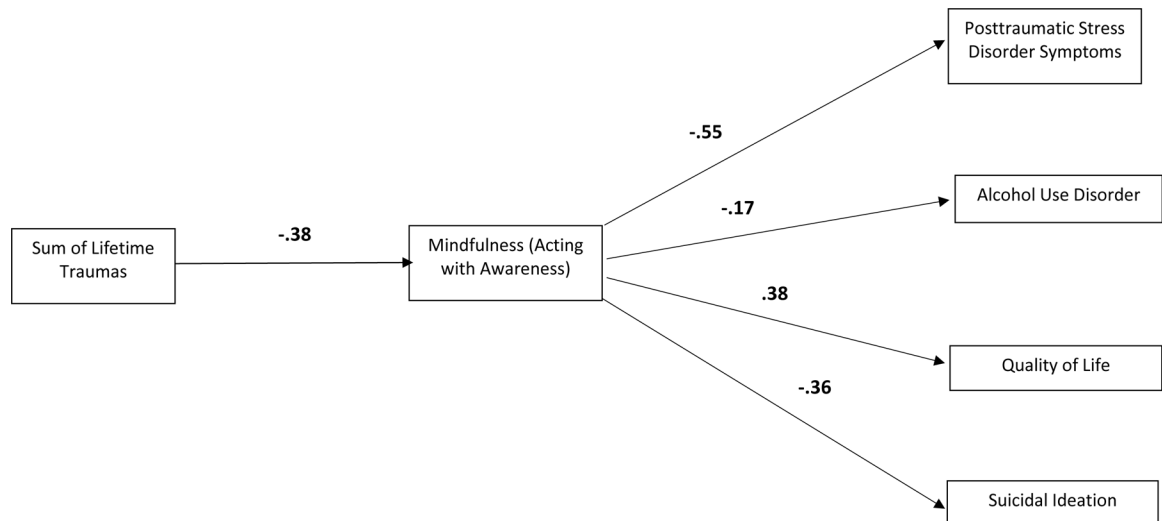 Posttraumatic Stress
Disorder Symptoms
-.55
-.17
Alcohol Use Disorder
-.38
Sum of Lifetime
Traumas
Mindfulness (Acting
with Awareness)
.38
Quality of Life
-.36
Suicidal Ideation